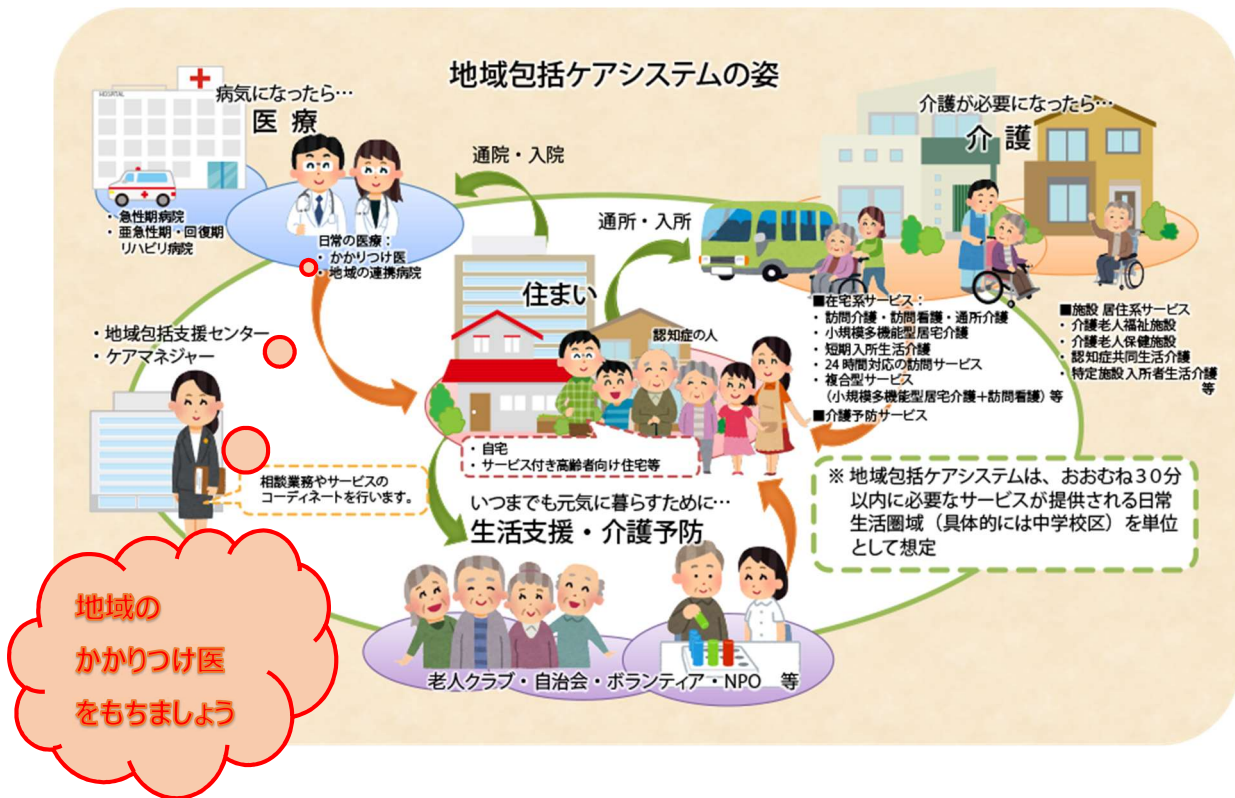 地域包括ケアシステムの姿
HOSPITAL
病気になったら…
医 療
・ 急性期病院
・ 亜急性期・回復期
リハビリ病院
日常の医療：
・ かかりつけ医
・ 地域の連携病院
通院・入院
通所・入所
介護が必要になったら…
介 護
■在宅系サービス：
・ 訪問介護・訪問看護・通所介護
・ 小規模多機能型居宅介護
・ 短期入所生活介護
・ 24時間対応の訪問サービス
・ 複合型サービス
（小規模多機能型居宅介護＋訪問看護）等
■介護予防サービス
■施設 居住系サービス
・ 介護老人福祉施設
・ 介護老人保健施設
・ 認知症共同生活介護
・ 特定施設入所者生活介護
等
住まい
認知症の人
・ 自宅
・ サービス付き高齢者向け住宅等
・地域包括支援センター
・ケアマネジャー
相談業務やサービスの
コーディネートを行います。
いつまでも元気に暮らすために…
生活支援・介護予防
老人クラブ・自治会・ボランティア・NPO 等
※ 地域包括ケアシステムは、おおむね３０分
以内に必要なサービスが提供される日常
生活圏域（具体的には中学校区）を単位
として想定
地域の
かかりつけ医
をもちましょう